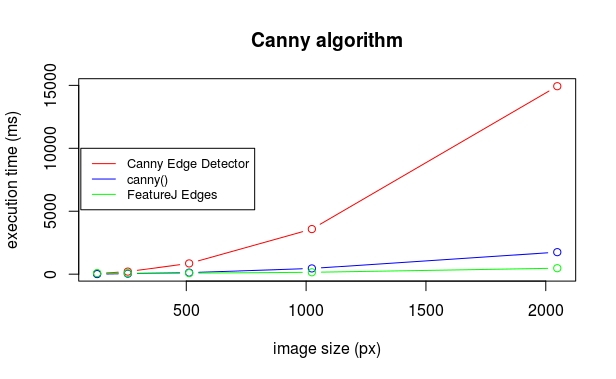 Canny algorithm
execution time (ms)
15000
10000
5000
0
Canny Edge Detector
canny()
FeatureJ Edges
500
1000
1500
2000
image size (px)